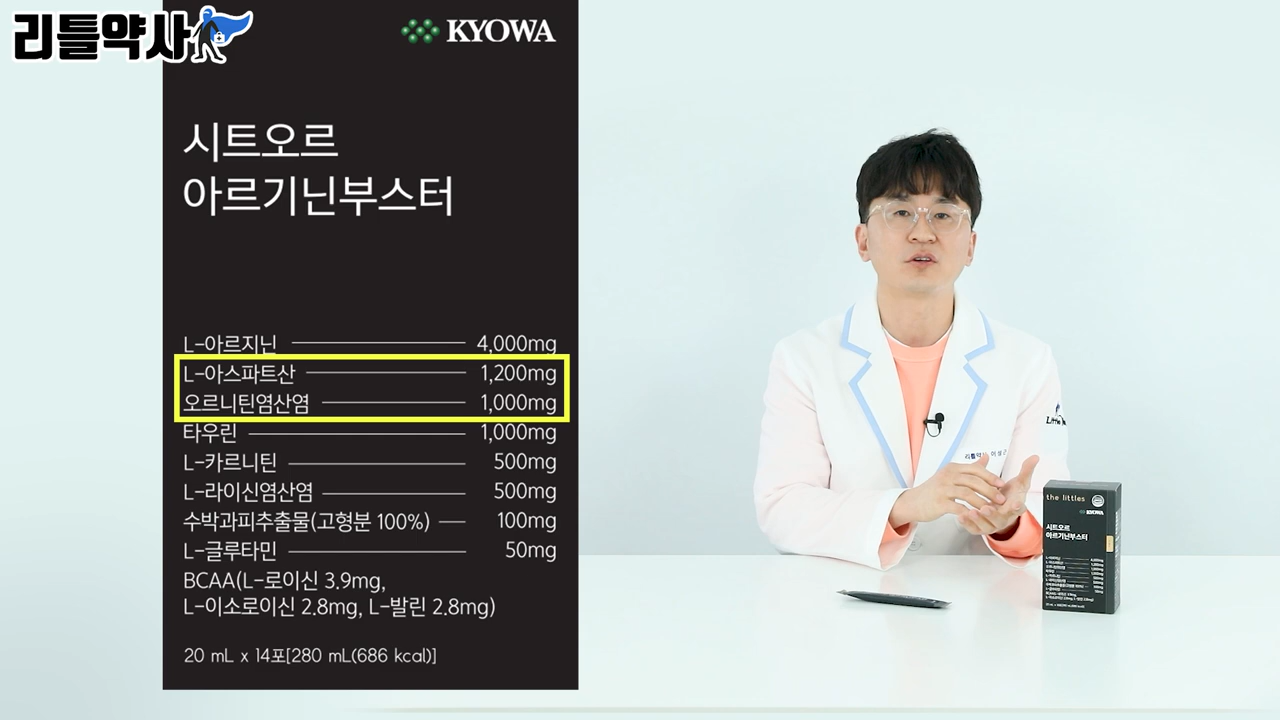 리틀약사
KYOWA
시트오르
아르기닌부스터
L-아르지닌 4,000mg
L-아스파트산 1,200mg
오르니틴염산염 1,000mg
타우린 1,000mg
L-카르니틴 500mg
L-라이신염산염 500mg
수박과피추출물(고형분 100%) 100mg
L-글루타민 50mg
BCAA(L-로이신 3.9mg,
L-이소로이신 2.8mg, L-발린 2.8mg)
20 mL x 14포[280 mL(686 kcal)]
Little
리틀약사
the littles
KYOWA
시트오르
아르기닌부스터